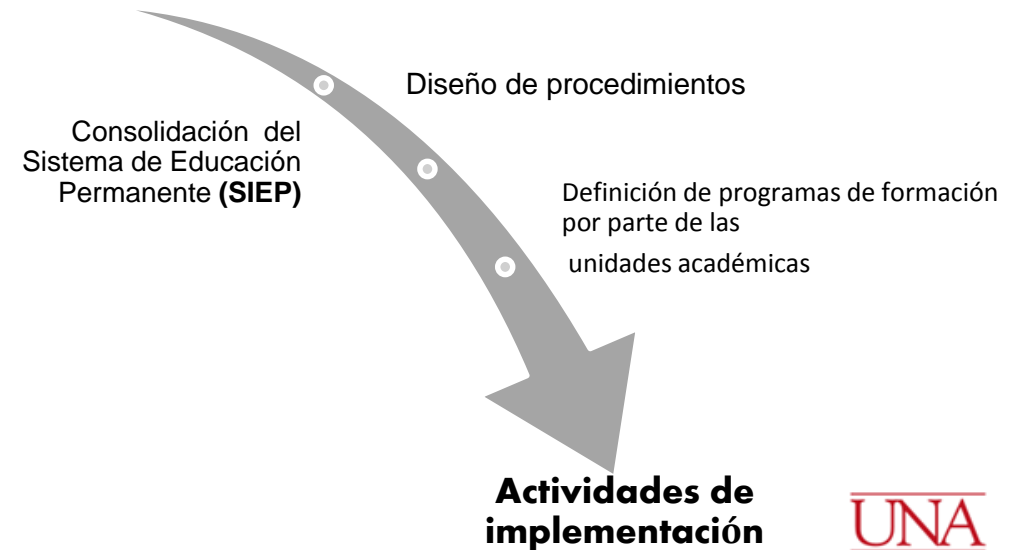 Diseño de procedimientos
Consolidación del
Sistema de Educación
Permanente (SIEP)
Definición de programas de formación
por parte de las
unidades académicas
Actividades de
implementación
UNA